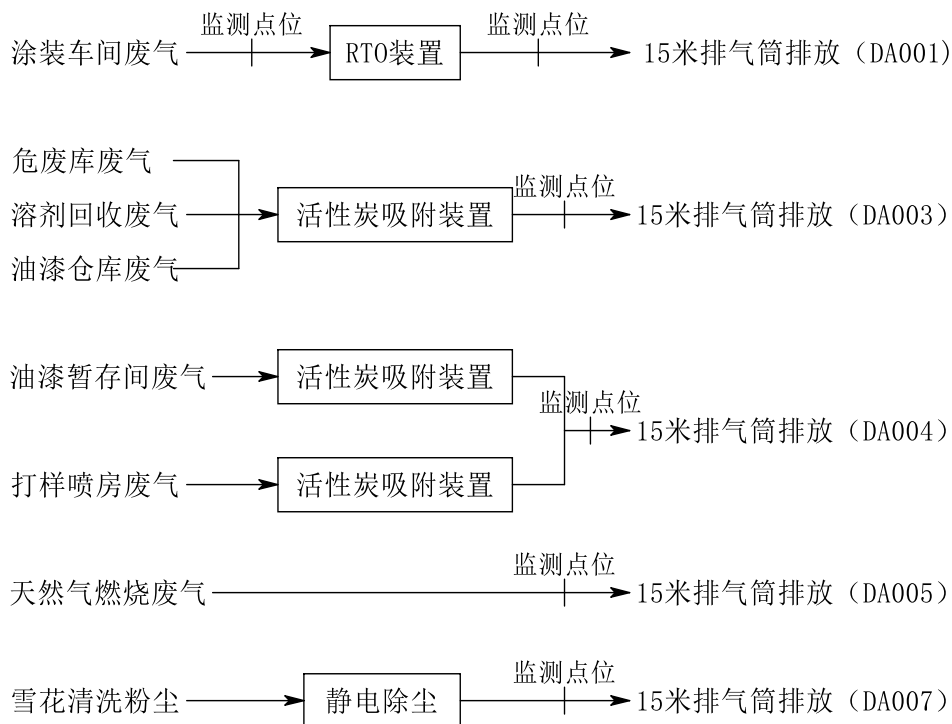 监测点位 监测点位
涂装车间废气 RTO装置 15米排气筒排放（DA001）
危废库废气
监测点位
溶剂回收废气 活性炭吸附装置 15米排气筒排放（DA003）
油漆仓库废气
油漆暂存间废气 活性炭吸附装置
监测点位
15米排气筒排放（DA004）
打样喷房废气 活性炭吸附装置
监测点位
天然气燃烧废气 15米排气筒排放（DA005）
监测点位
雪花清洗粉尘 静电除尘 15米排气筒排放（DA007）